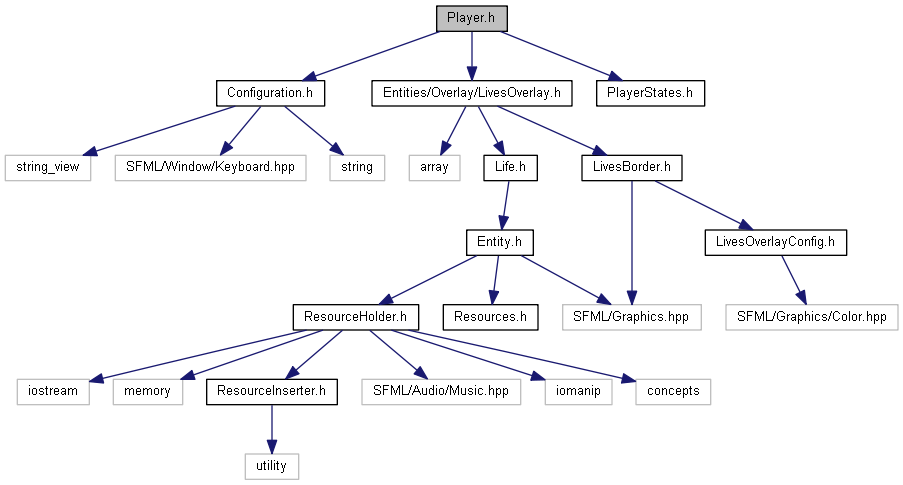 Player.h
Configuration.h
Entities/Overlay/LivesOverlay.h
PlayerStates.h
string_view
SFML/Window/Keyboard.hpp
string
array
Life.h
LivesBorder.h
Entity.h
LivesOverlayConfig.h
ResourceHolder.h
Resources.h
SFML/Graphics.hpp
SFML/Graphics/Color.hpp
iostream
memory
ResourceInserter.h
SFML/Audio/Music.hpp
iomanip
concepts
utility